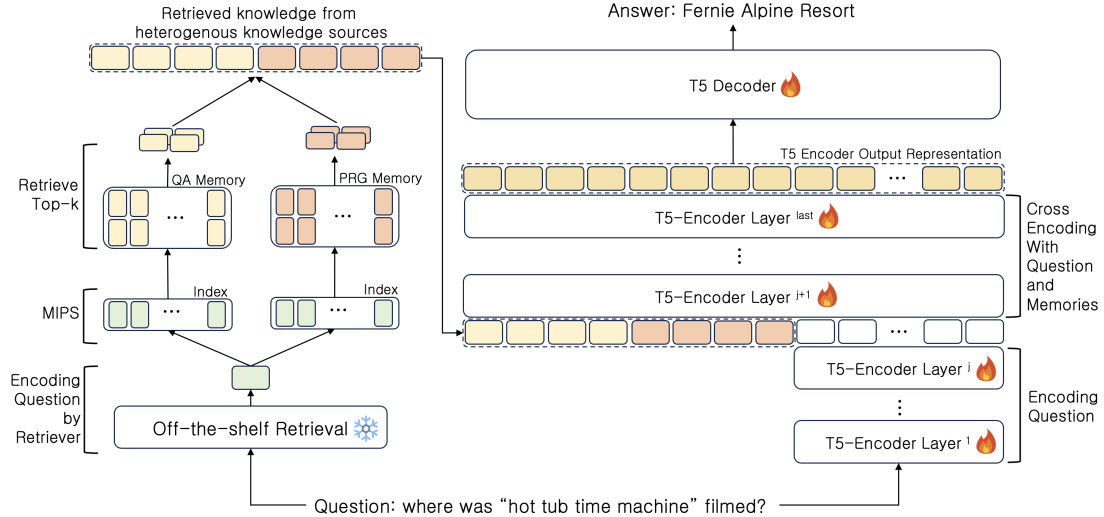 Retrieved knowledge from
heterogenous knowledge sources
Retrieve
Top-k
QA Memory
...
PRG Memory
...
MIPS
Index
...
Index
...
Encoding
Question
by
Retriever
Off-the-shelf Retrieval
Question: where was “hot tub time machine” filmed?
Answer: Fernie Alpine Resort
T5 Decoder
T5 Encoder Output Representation
...
T5-Encoder Layer last
...
T5-Encoder Layer j+1
Cross
Encoding
With
Question
and
Memories
...
T5-Encoder Layer j
...
T5-Encoder Layer 1
Encoding
Question